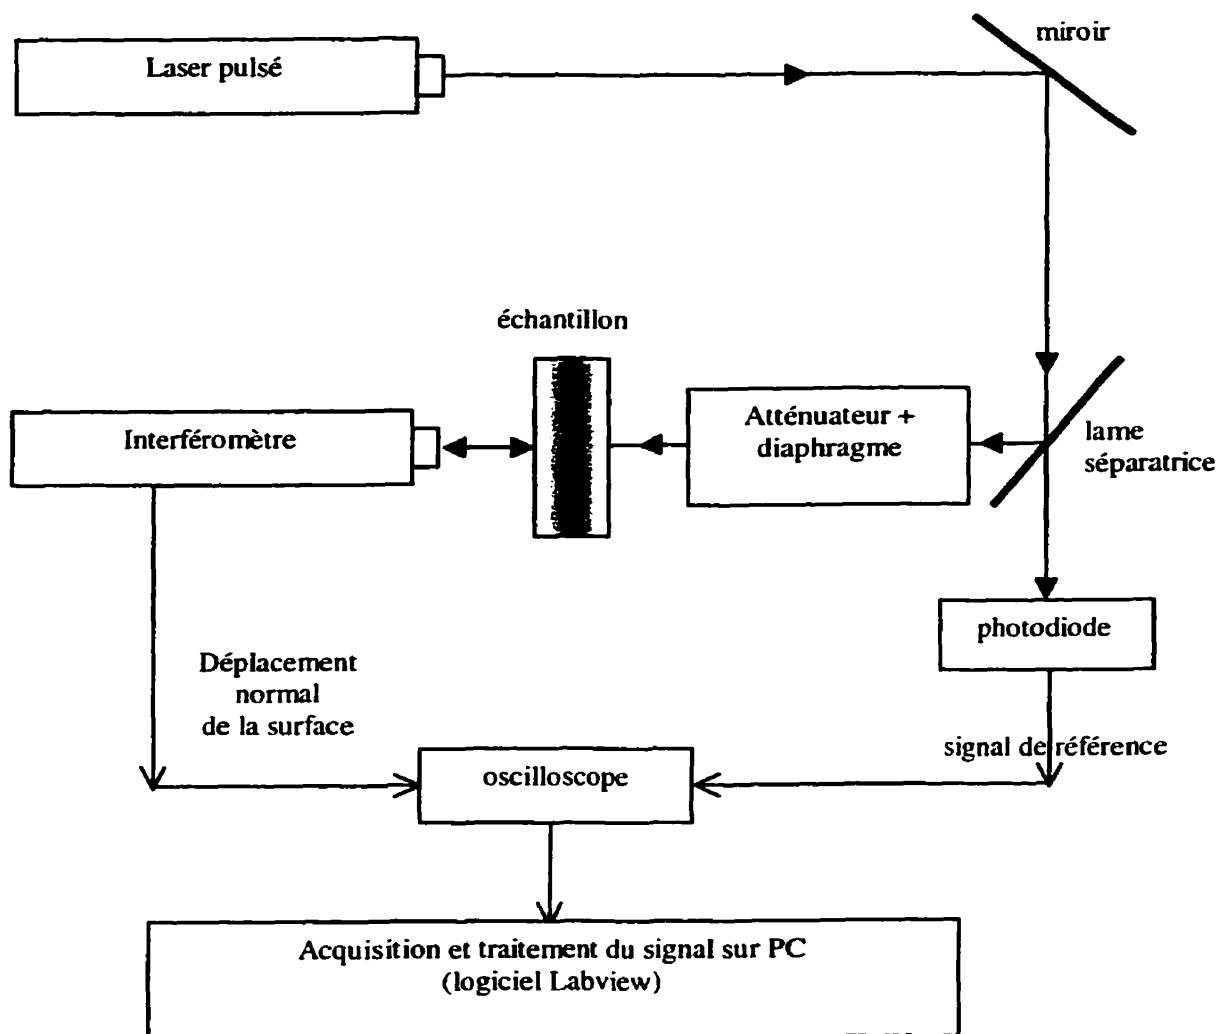 miroir
Laser pulsé
échantillon
Atténuateur +
diaphragme
Interféromètre
lame
séparatrice
photodiode
Déplacement
normal
de la surface
signal de référence
oscilloscope
Acquisition et traitement du signal sur PC
(logiciel Labview)